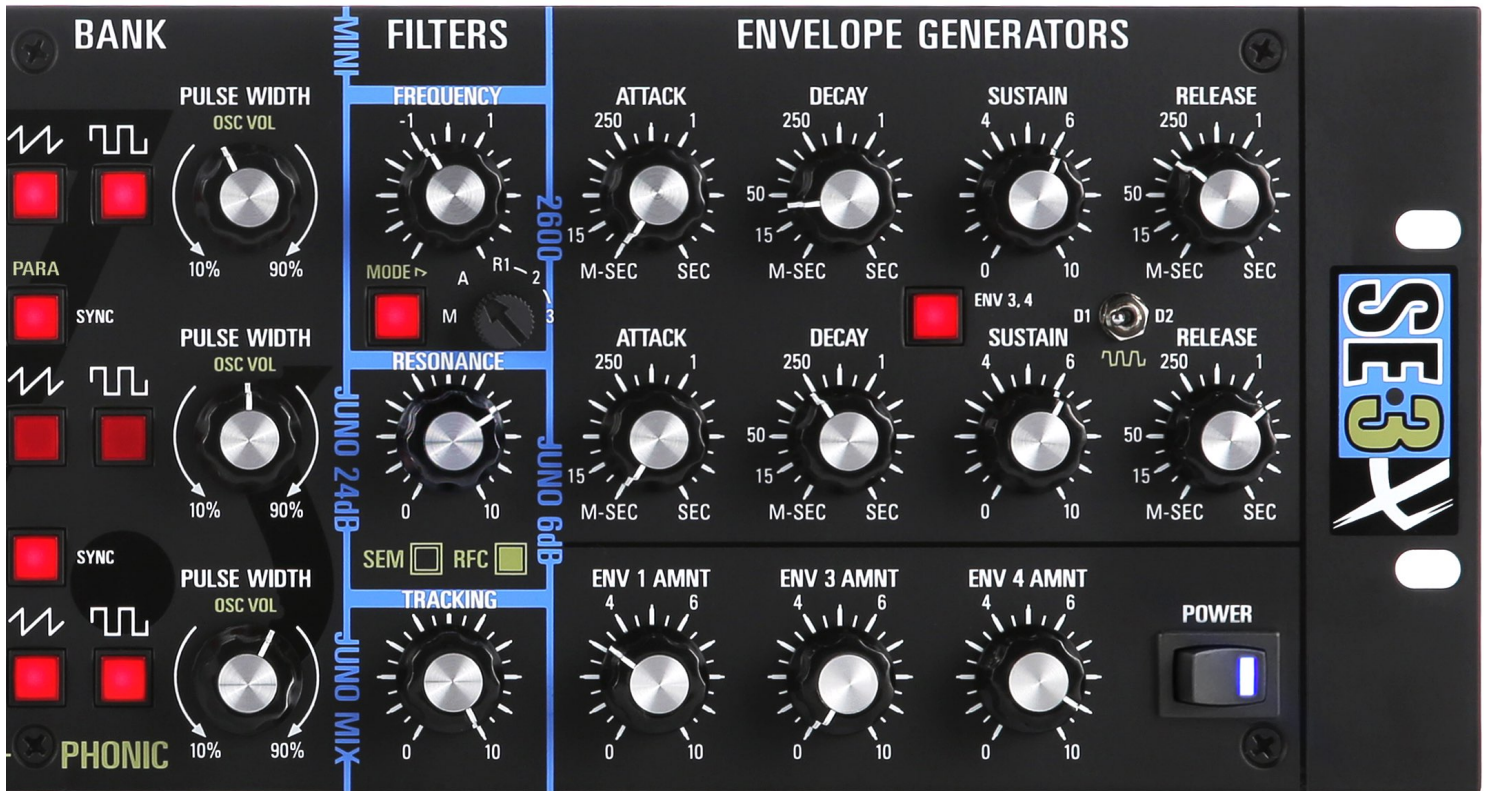 BANK
MINI
FILTERS
ENVELOPE GENERATORS
PULSE WIDTH
OSC VOL
10% 90%
FREQUENCY
-1 1
2600
ATTACK
250 1
15
M-SEC SEC
DECAY
250 1
50
15
M-SEC SEC
SUSTAIN
4 6
0 10
RELEASE
250 1
50
15
M-SEC SEC
PARA
SYNC
MODE
M A R1 2 3
ENV 3, 4
D1 D2
PULSE WIDTH
OSC VOL
10% 90%
JUNO 24dB
RESONANCE
0 10
JUNO 6dB
ATTACK
250 1
15
M-SEC SEC
DECAY
250 1
50
15
M-SEC SEC
SUSTAIN
4 6
0 10
RELEASE
250 1
50
15
M-SEC SEC
SE·3
X
SYNC
SEM RFC
PULSE WIDTH
OSC VOL
10% 90%
JUNO MIX
TRACKING
0 10
ENV 1 AMNT
4 6
0 10
ENV 3 AMNT
4 6
0 10
ENV 4 AMNT
4 6
0 10
POWER
PHONIC